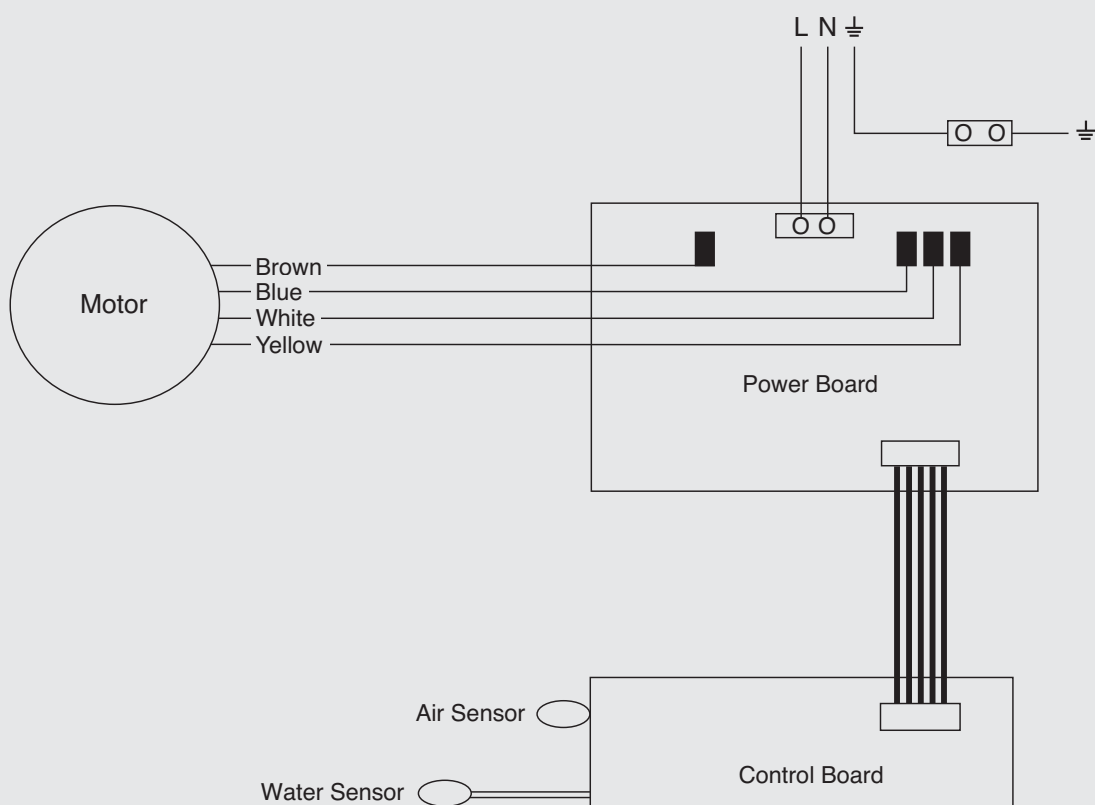 L N ⏚
O O ⏚
O O
Brown
Blue
Motor
White
Yellow
Power Board
Air Sensor
Control Board
Water Sensor